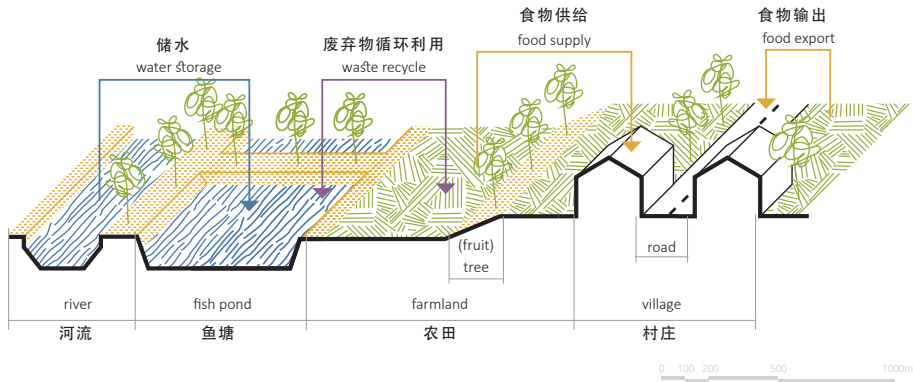 储水
water storage
废弃物循环利用
waste recycle
食物供给
food supply
食物输出
food export
(fruit)
tree
road
river
fish pond
farmland
village
河流
鱼塘
农田
村庄
0 100 200 500 1000m